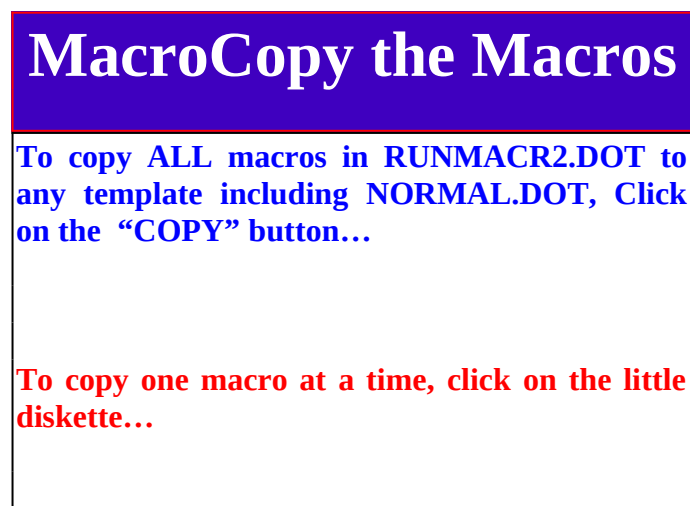 MacroCopy the Macros
To copy ALL macros in RUNMACR2.DOT to
any template including NORMAL.DOT, Click
on the “COPY” button…
To copy one macro at a time, click on the little
diskette…